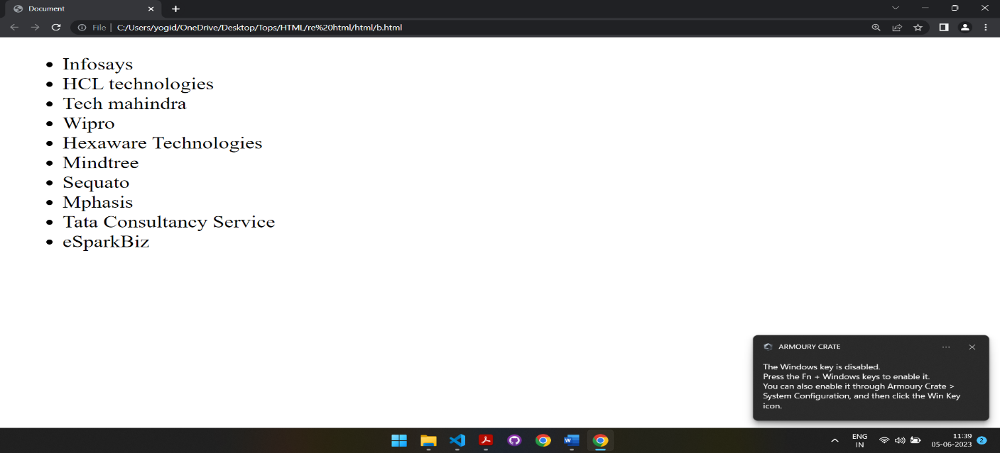 Document
File | C:/Users/yogid/OneDrive/Desktop/Tops/HTML/re%20html/html/b.html
Infosays
HCL technologies
Tech mahindra
Wipro
Hexaware Technologies
Mindtree
Sequato
Mphasis
Tata Consultancy Service
eSparkBiz
ARMOURY CRATE
The Windows key is disabled.
Press the Fn + Windows keys to enable it.
You can also enable it through Armoury Crate >
System Configuration, and then click the Win Key
icon.
ENG
IN
11:39
05-06-2023
2